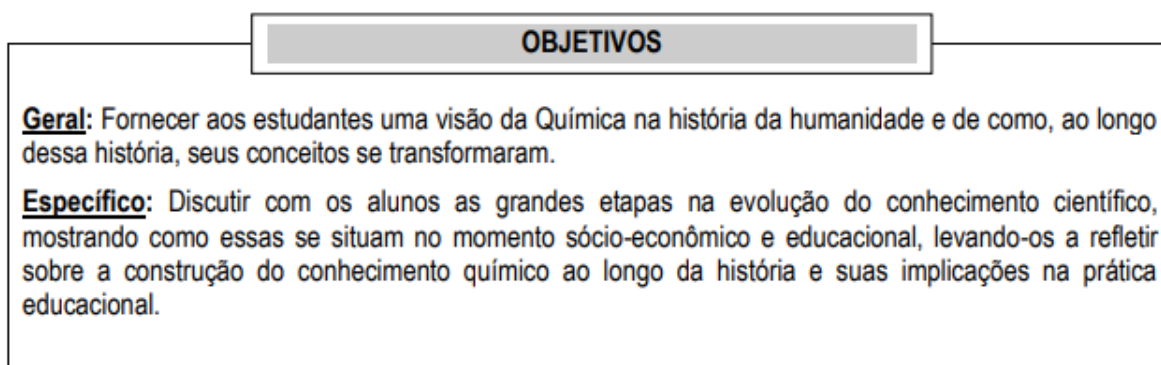 OBJETIVOS
Geral: Fornecer aos estudantes uma visão da Química na história da humanidade e de como, ao longo
dessa história, seus conceitos se transformaram.
Específico: Discutir com os alunos as grandes etapas na evolução do conhecimento científico,
mostrando como essas se situam no momento sócio-econômico e educacional, levando-os a refletir
sobre a construção do conhecimento químico ao longo da história e suas implicações na prática
educacional.